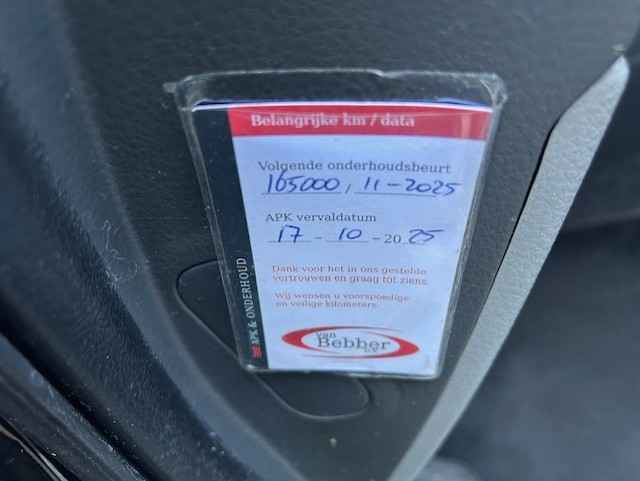 Belangrijke km / data
Volgende onderhoudsbeurt
165000, 11-2025
APK vervaldatum
17 - 10 - 2025
Dank voor het in ons gestelde
vertrouwen en graag tot ziens.
Wij wensen u voorspoedige
en veilige kilometers.
APK & ONDERHOUD
van
Bebber
b.v.